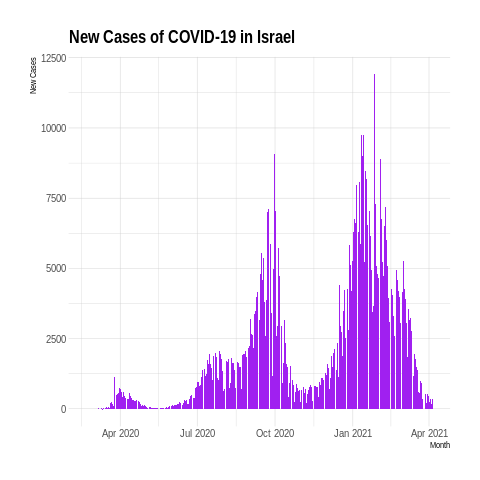 New Cases of COVID-19 in Israel
New Cases
12500
10000
7500
5000
2500
0
Apr 2020
Jul 2020
Oct 2020
Jan 2021
Apr 2021
Month